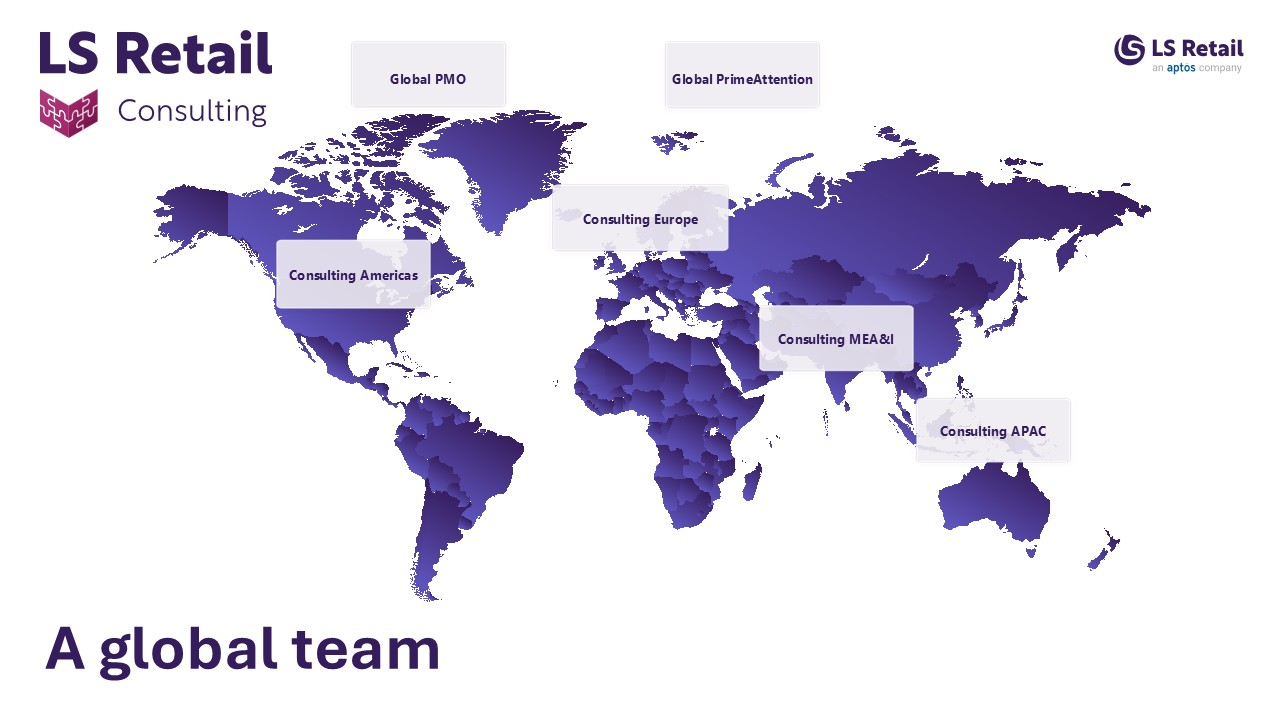 LS Retail
Consulting
Global PMO
Global PrimeAttention
LS Retail
an aptos company
Consulting Europe
Consulting Americas
Consulting MEA&I
Consulting APAC
A global team